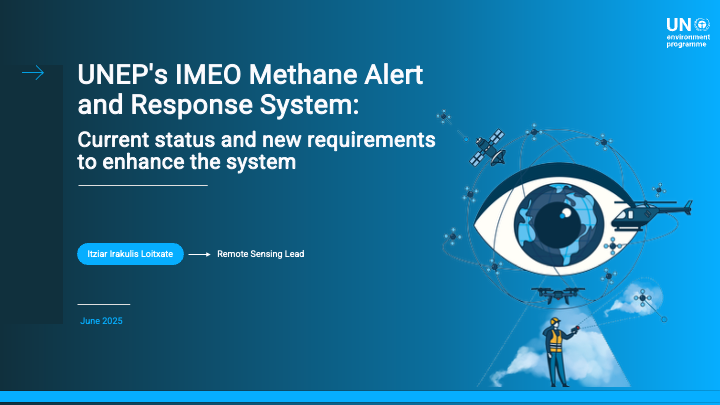 UN
environment
programme
UNEP's IMEO Methane Alert
and Response System:
Current status and new requirements
to enhance the system
Itziar Irakulis Loitxate
Remote Sensing Lead
June 2025